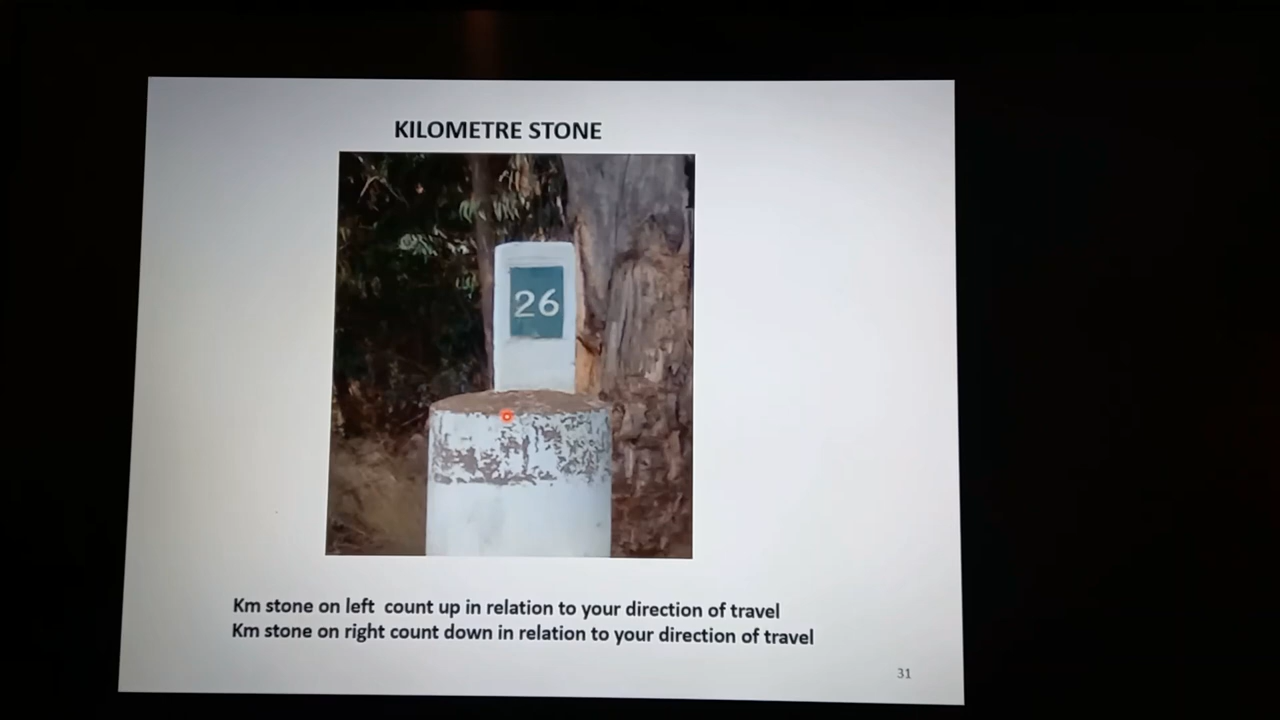 KILOMETRE STONE
26
Km stone on left count up in relation to your direction of travel
Km stone on right count down in relation to your direction of travel
31